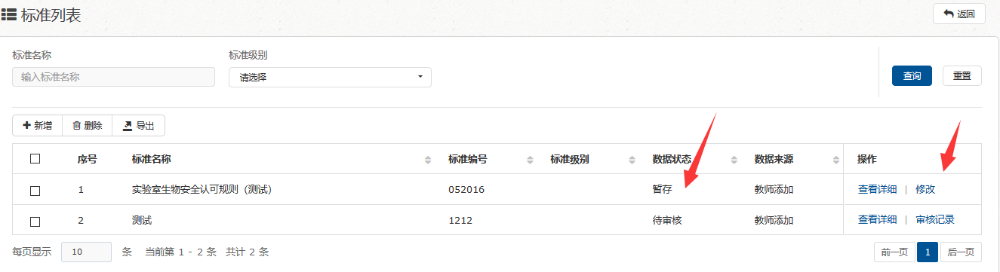 标准列表
返回
标准名称
标准级别
输入标准名称
请选择
查询
重置
新增
删除
导出
序号 标准名称 标准编号 标准级别 数据状态 数据来源 操作
1 实验室生物安全认可规则（测试） 052016 暂存 教师添加 查看详细 | 修改
2 测试 1212 待审核 教师添加 查看详细 | 审核记录
每页显示 10 条 当前第 1 - 2 条 共计 2 条 前一页 1 后一页